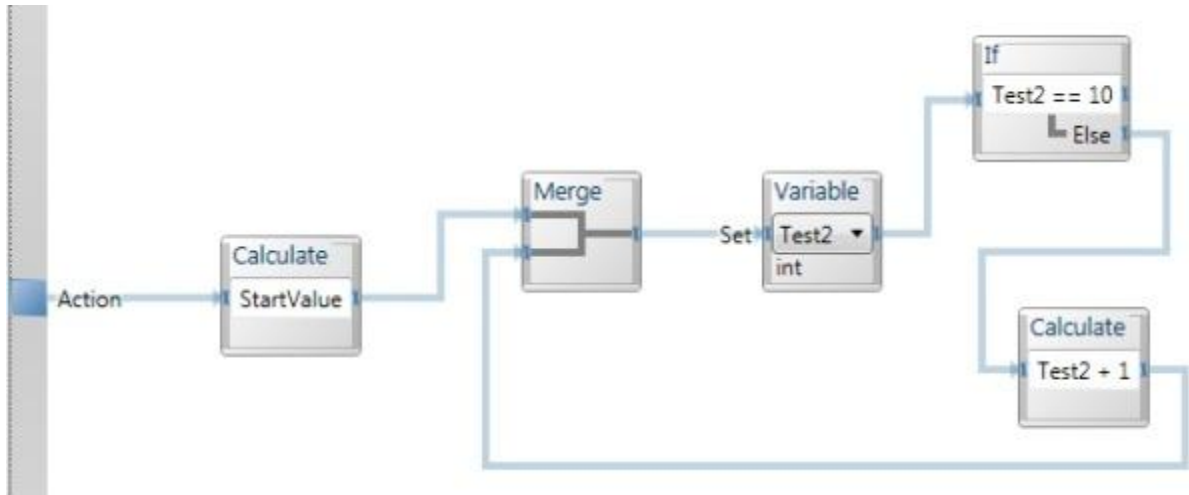 Action
Calculate
StartValue
Merge
Set
Variable
Test2
int
If
Test2 == 10
Else
Calculate
Test2 + 1